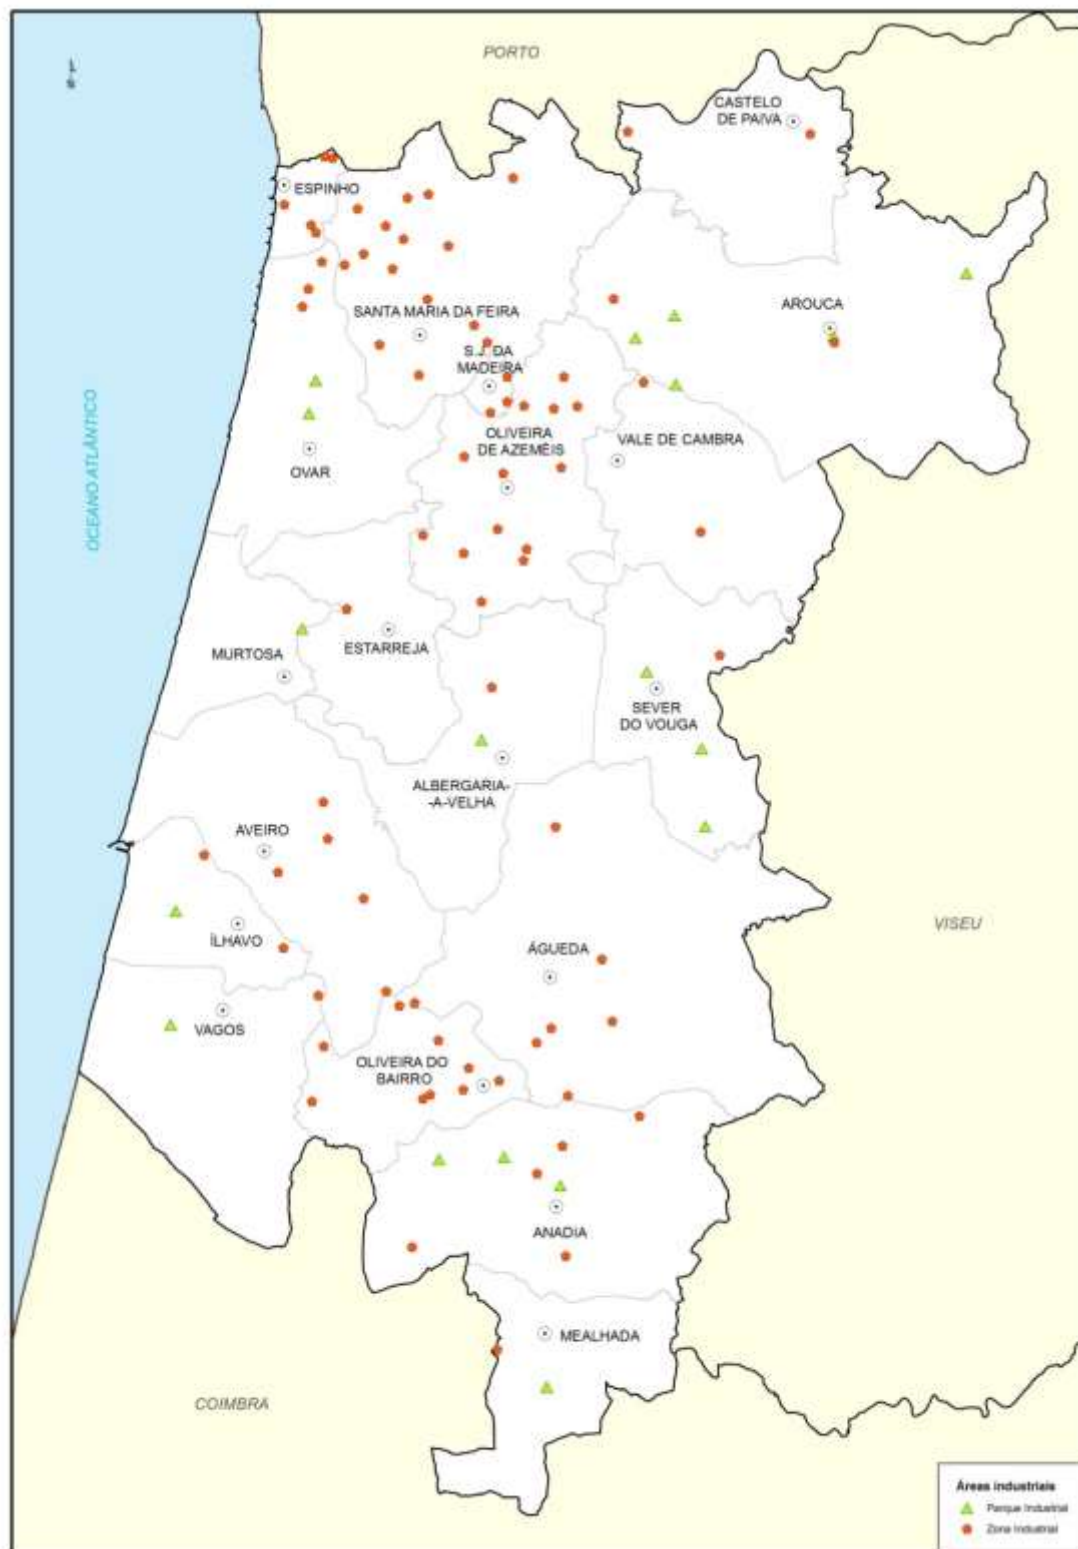 PORTO
CASTELO
DE PAIVA
ESPINHO
AROUCA
SANTA MARIA DA FEIRA
S.J. DA
MADEIRA
OCEANO ATLÂNTICO
OLIVEIRA
DE AZEMÉIS
VALE DE CAMBRA
OVAR
MURTOSA
ESTARREJA
SEVER
DO VOUGA
ALBERGARIA-
-A-VELHA
AVEIRO
VISEU
ÍLHAVO
ÁGUEDA
VAGOS
OLIVEIRA DO
BAIRRO
ANADIA
MEALHADA
COIMBRA
Áreas industriais
Parque Industrial
Zona Industrial